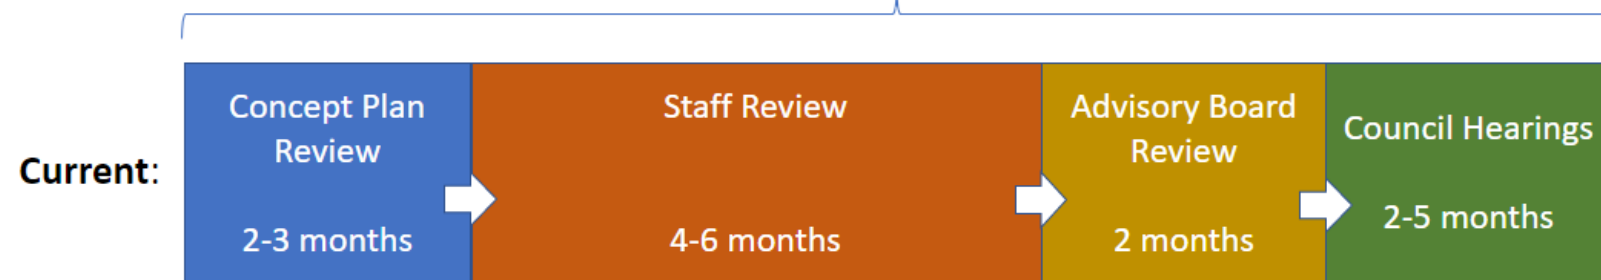 Current:
Concept Plan
Review
2-3 months
Staff Review
4-6 months
Advisory Board
Review
2 months
Council Hearings
2-5 months